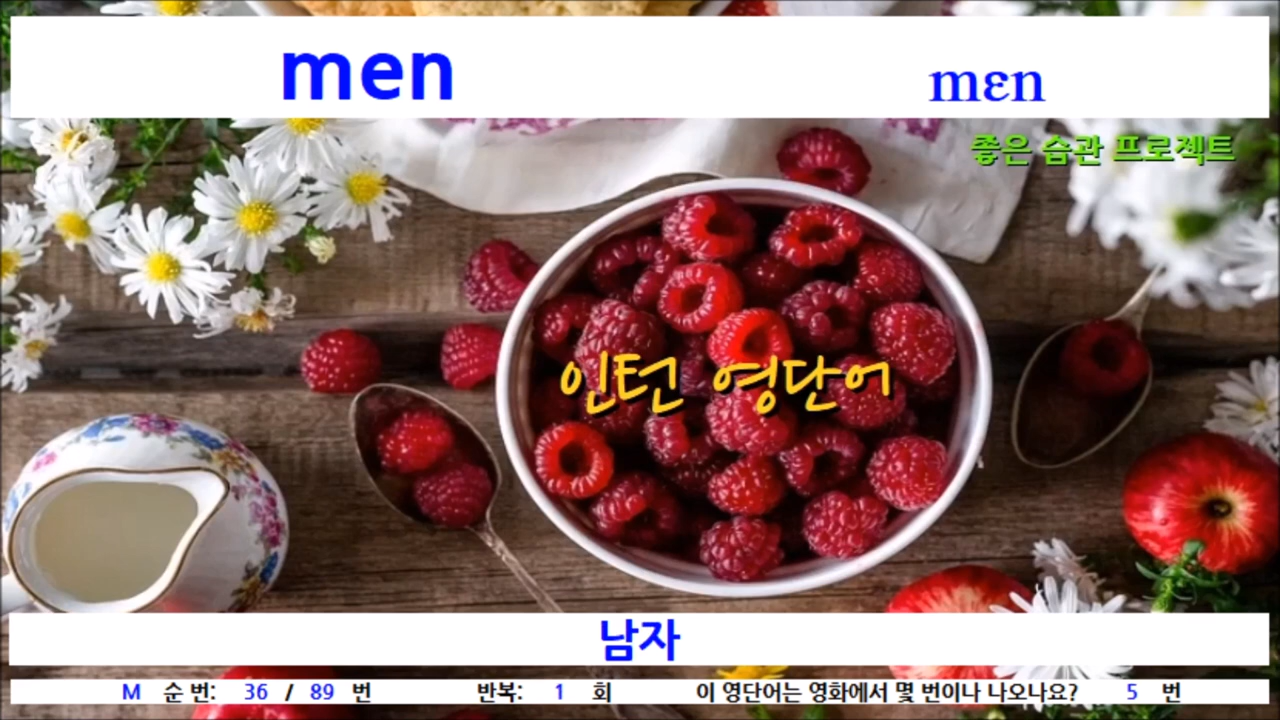 men
mɛn
좋은 습관 프로젝트
인턴 영단어
남자
M 순 번: 36 / 89 번 반복: 1 회 이 영단어는 영화에서 몇 번이나 나오나요? 5 번